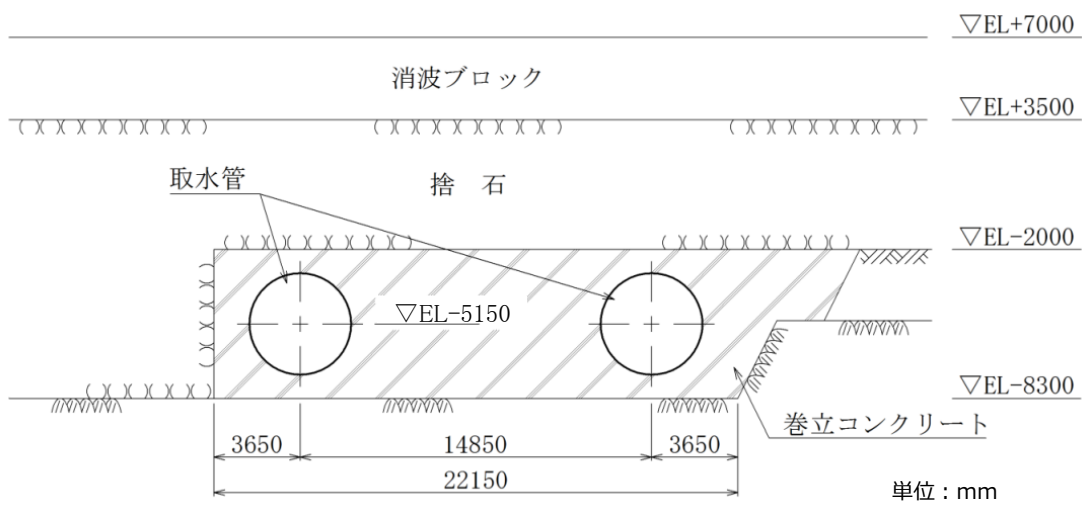 ▽EL+7000
消波ブロック
▽EL+3500
取水管
捨 石
▽EL-2000
▽EL-5150
▽EL-8300
巻立コンクリート
3650
14850
3650
22150
単位：mm